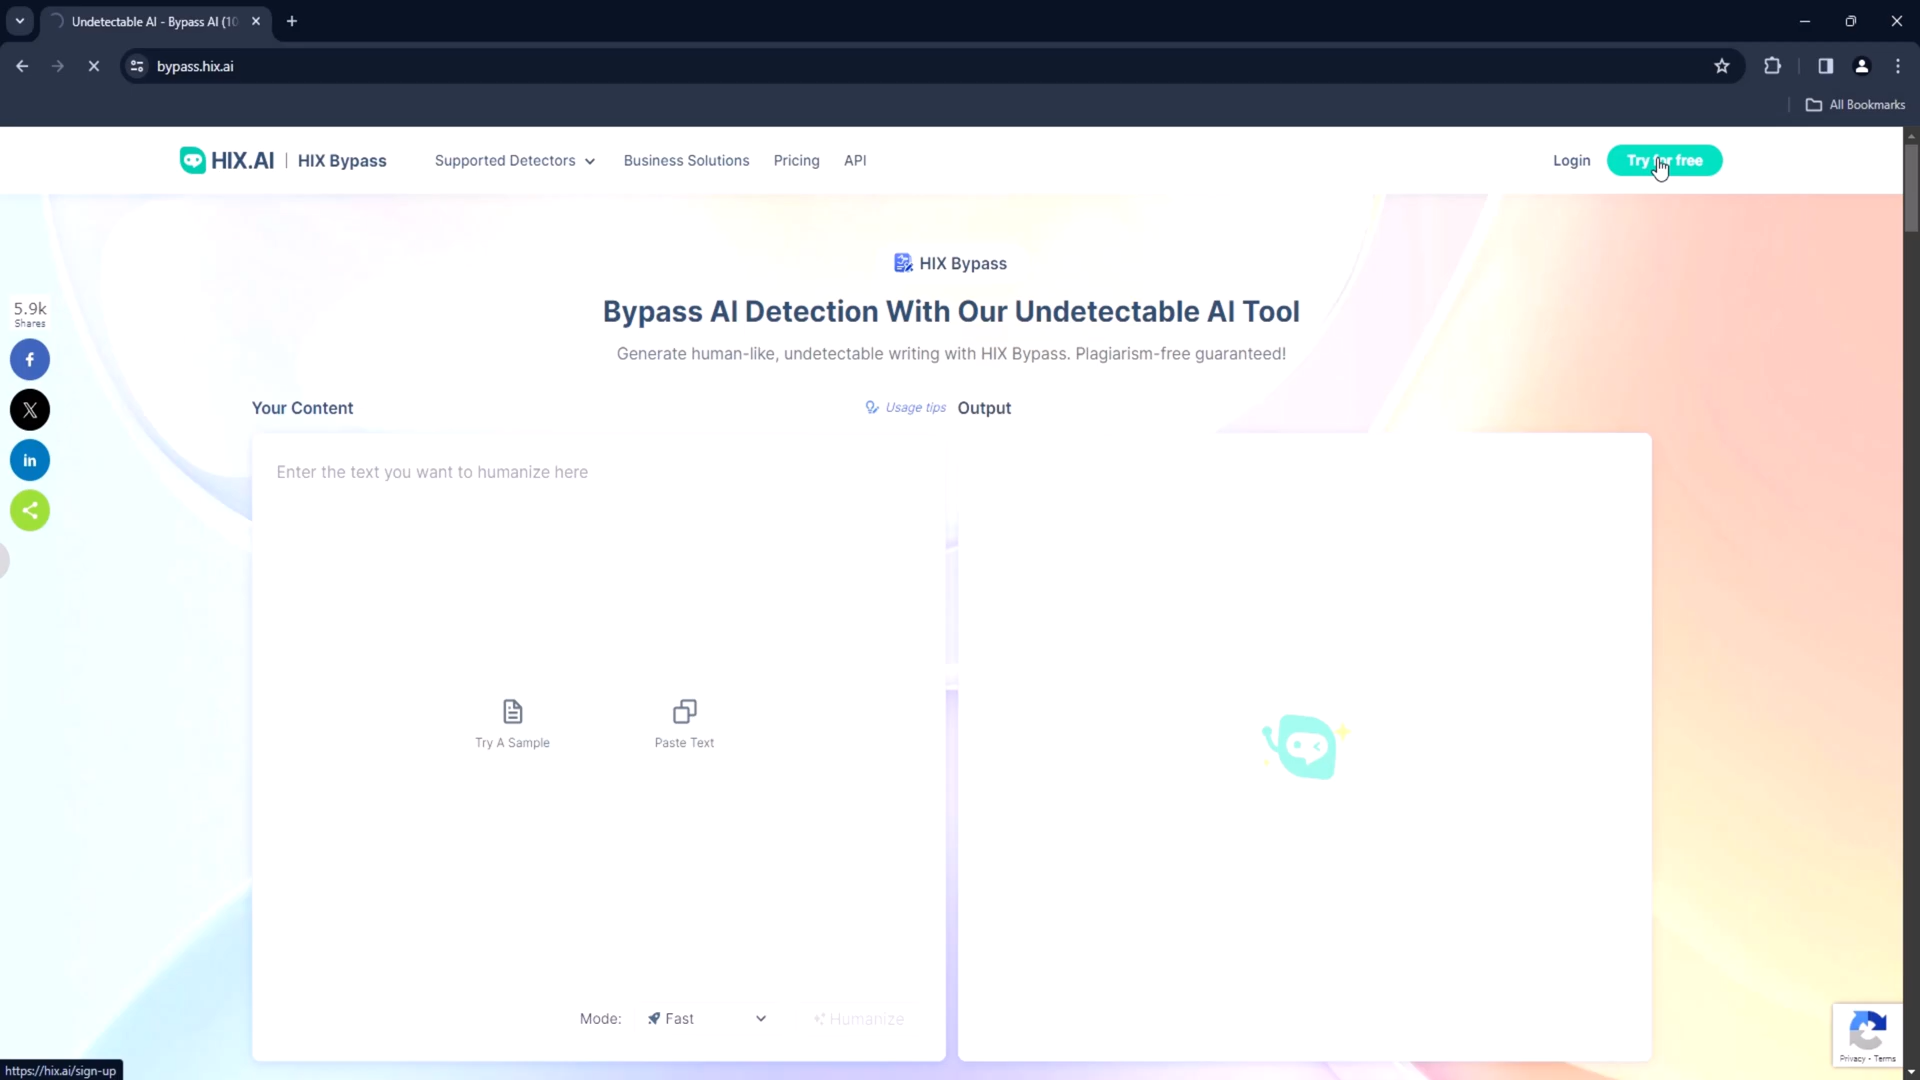 Undetectable AI - Bypass AI (10
bypass.hix.ai
All Bookmarks
HIX.AI | HIX Bypass
Supported Detectors
Business Solutions
Pricing
API
Login
Try for free
HIX Bypass
Bypass AI Detection With Our Undetectable AI Tool
Generate human-like, undetectable writing with HIX Bypass. Plagiarism-free guaranteed!
5.9k
Shares
Your Content
Usage tips
Output
Enter the text you want to humanize here
Try A Sample
Paste Text
Mode:
Fast
Humanize
Privacy - Terms
https://hix.ai/sign-up